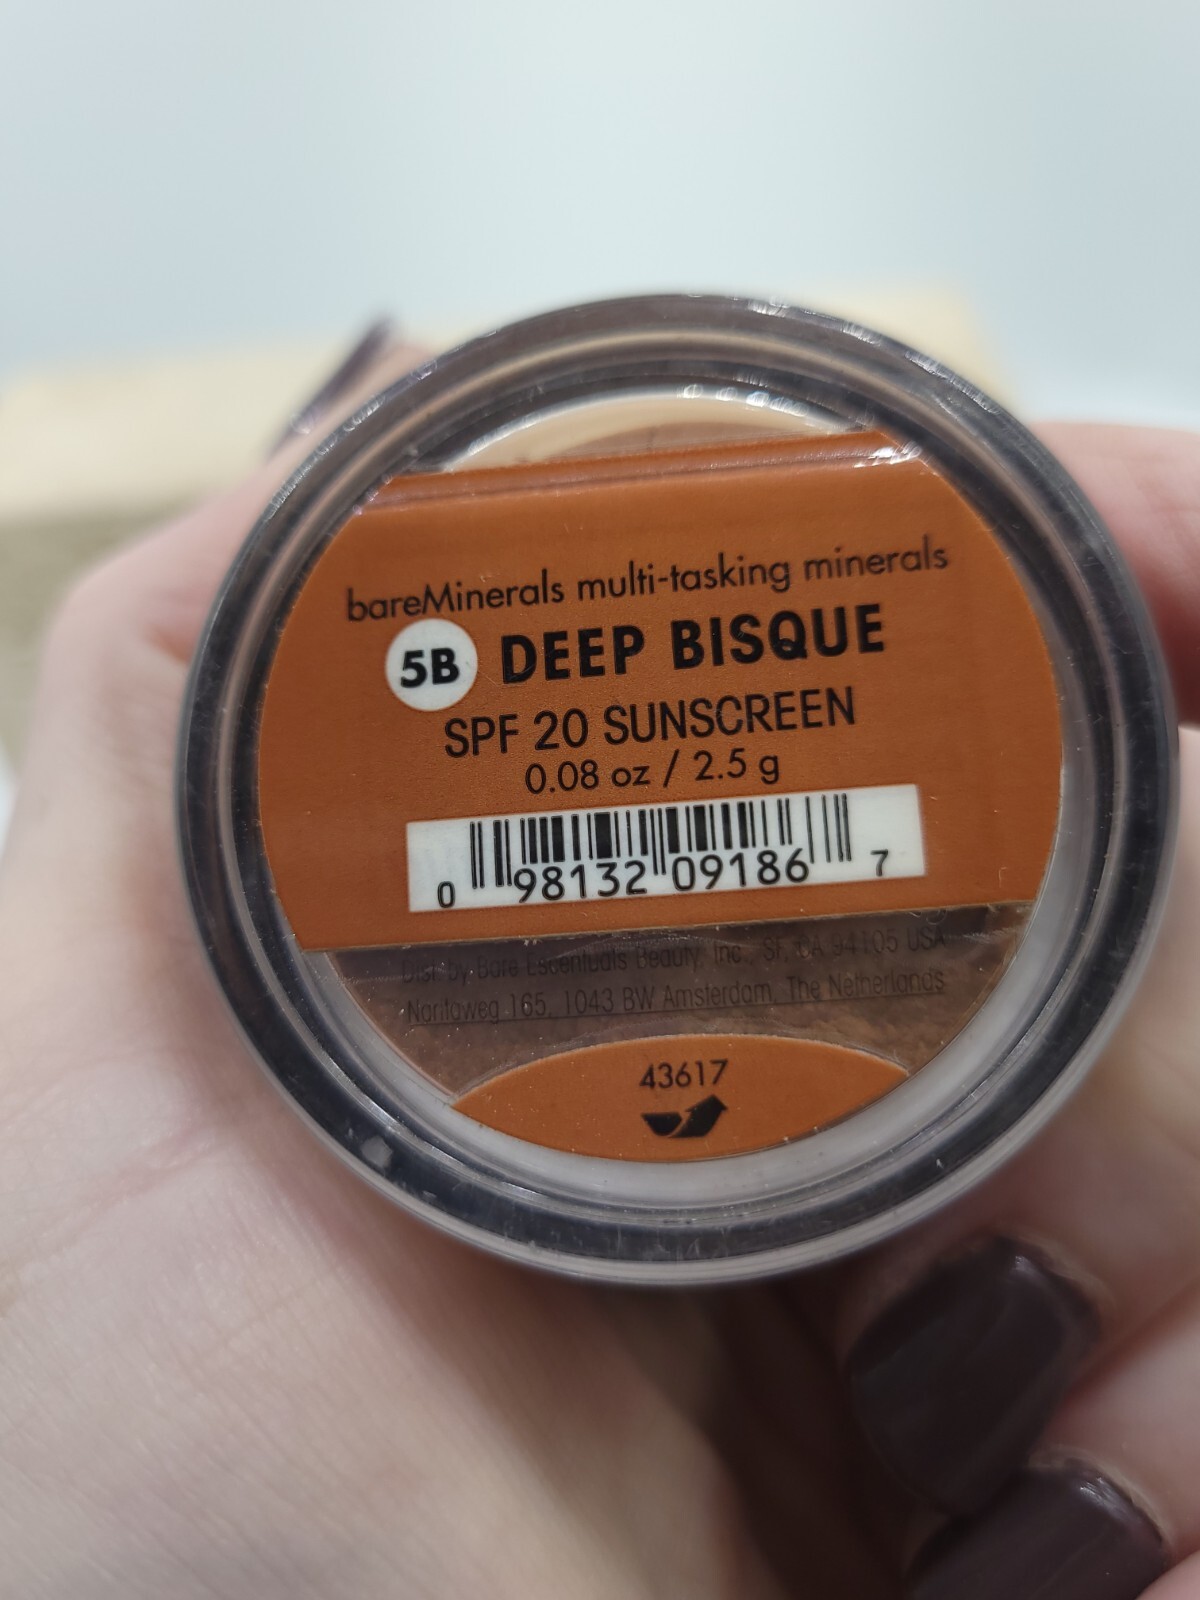 bareMinerals multi-tasking minerals
5B DEEP BISQUE
SPF 20 SUNSCREEN
0.08 oz / 2.5 g
0 98132 09186 7
Dist. by Bare Escentuals Beauty, Inc., SF, CA 94105 USA
Naritaweg 165, 1043 BW Amsterdam, The Netherlands
43617